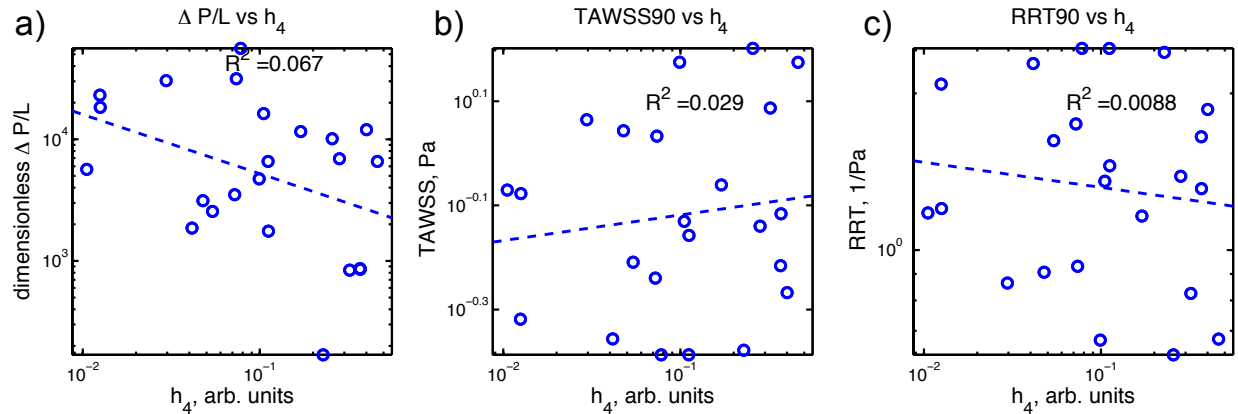 a)
Δ P/L vs h4
R2 =0.067
dimensionless Δ P/L
10^4
10^3
10^−2
10^−1
h4, arb. units
b)
TAWSS90 vs h4
R2 =0.029
TAWSS, Pa
10^0.1
10^−0.1
10^−0.3
10^−2
10^−1
h4, arb. units
c)
RRT90 vs h4
R2 =0.0088
RRT, 1/Pa
10^0
10^−2
10^−1
h4, arb. units